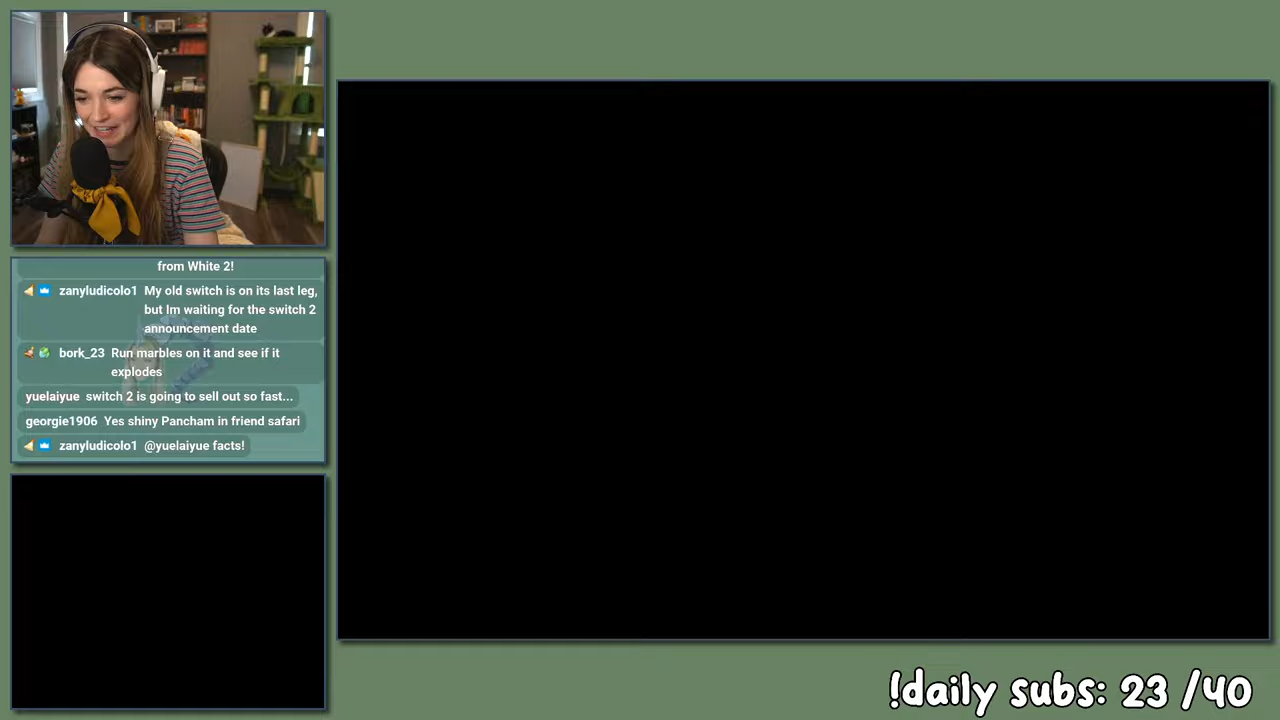 from White 2!
zanyludicolo1 My old switch is on its last leg,
but Im waiting for the switch 2
announcement date
bork_23 Run marbles on it and see if it
explodes
yuelaiyue switch 2 is going to sell out so fast...
georgie1906 Yes shiny Pancham in friend safari
zanyludicolo1 @yuelaiyue facts!
!daily subs: 23 /40